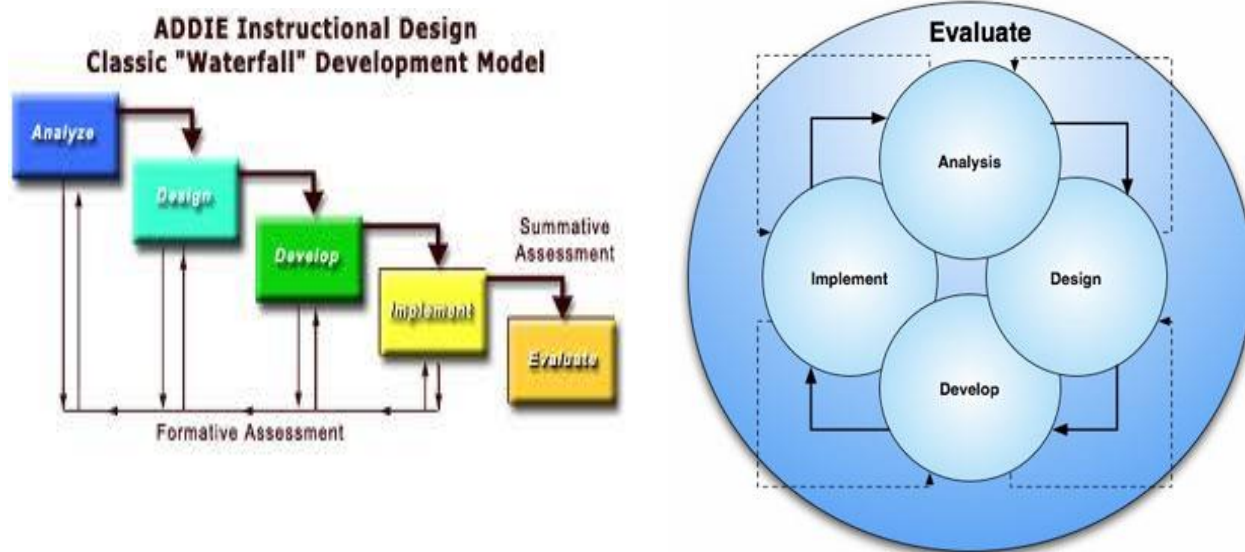 ADDIE Instructional Design
Classic "Waterfall" Development Model
Analyze
Design
Develop
Implement
Evaluate
Summative
Assessment
Formative Assessment
Evaluate
Analysis
Implement
Design
Develop